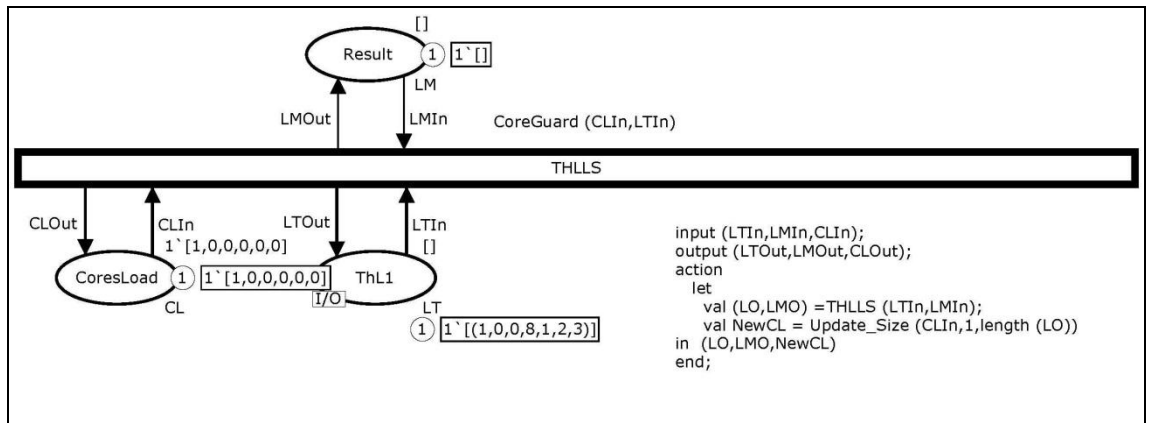 []
Result 1 1`[]
LM
LMOut LMIn CoreGuard (CLIn,LTIn)
THLLS
CLOut CLIn LTOut LTIn
1`[1,0,0,0,0,0] []
CoresLoad 1 1`[1,0,0,0,0,0] ThL1
I/O
CL LT
1 1`[(1,0,0,8,1,2,3)]
input (LTIn,LMIn,CLIn);
output (LTOut,LMOut,CLOut);
action
let
val (LO,LMO) =THLLS (LTIn,LMIn);
val NewCL = Update_Size (CLIn,1,length (LO))
in (LO,LMO,NewCL)
end;